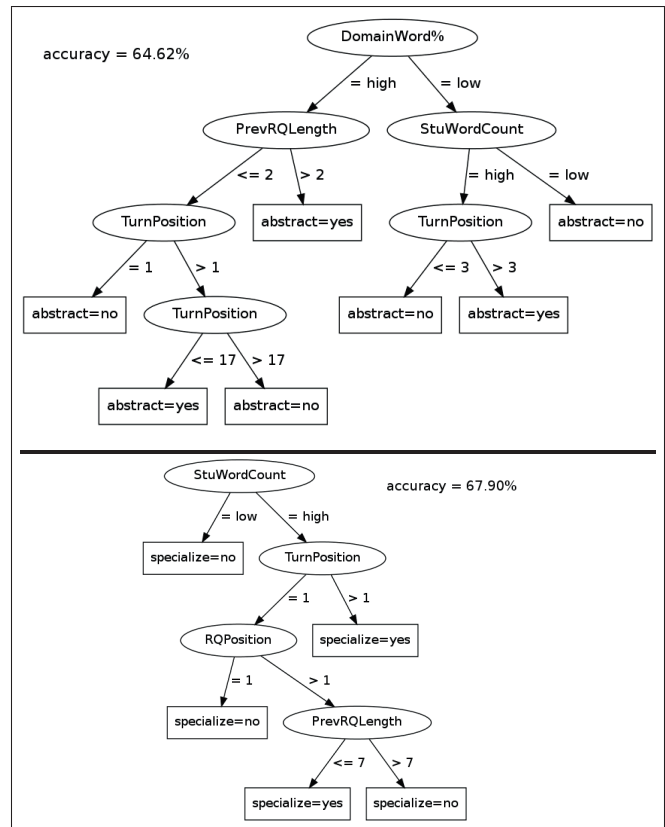 DomainWord%
accuracy = 64.62%
= high
= low
PrevRQLength
StuWordCount
<= 2
> 2
= high
= low
TurnPosition
abstract=yes
TurnPosition
abstract=no
= 1
> 1
<= 3
> 3
abstract=no
TurnPosition
abstract=no
abstract=yes
<= 17
> 17
abstract=yes
abstract=no
StuWordCount
accuracy = 67.90%
= low
= high
specialize=no
TurnPosition
= 1
> 1
RQPosition
specialize=yes
= 1
> 1
specialize=no
PrevRQLength
<= 7
> 7
specialize=yes
specialize=no